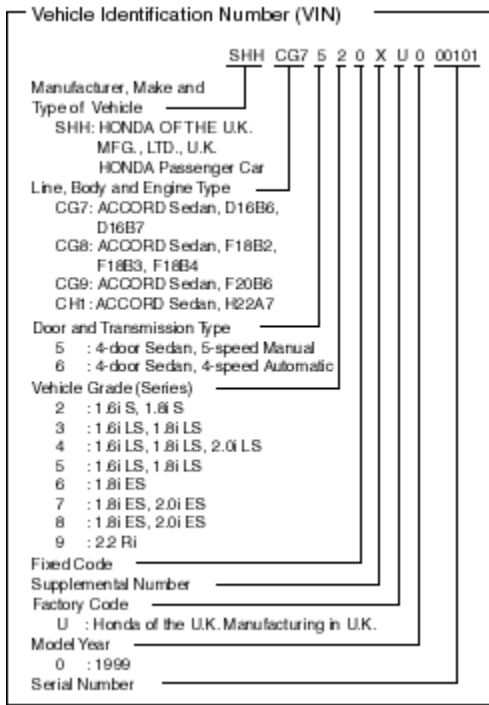 Vehicle Identification Number (VIN)
SHH CG7 5 2 0 X U 0 00101
Manufacturer, Make and
Type of Vehicle
SHH: HONDA OF THE U.K.
MFG., LTD., U.K.
HONDA Passenger Car
Line, Body and Engine Type
CG7: ACCORD Sedan, D16B6,
D16B7
CG8: ACCORD Sedan, F18B2,
F18B3, F18B4
CG9: ACCORD Sedan, F20B6
CH1: ACCORD Sedan, H22A7
Door and Transmission Type
5 : 4-door Sedan, 5-speed Manual
6 : 4-door Sedan, 4-speed Automatic
Vehicle Grade (Series)
2 : 1.6i S, 1.8i S
3 : 1.6i LS, 1.8i LS
4 : 1.6i LS, 1.8i LS, 2.0i LS
5 : 1.6i LS, 1.8i LS
6 : 1.8i ES
7 : 1.8i ES, 2.0i ES
8 : 1.8i ES, 2.0i ES
9 : 2.2 Ri
Fixed Code
Supplemental Number
Factory Code
U : Honda of the U.K. Manufacturing in U.K.
Model Year
0 : 1999
Serial Number